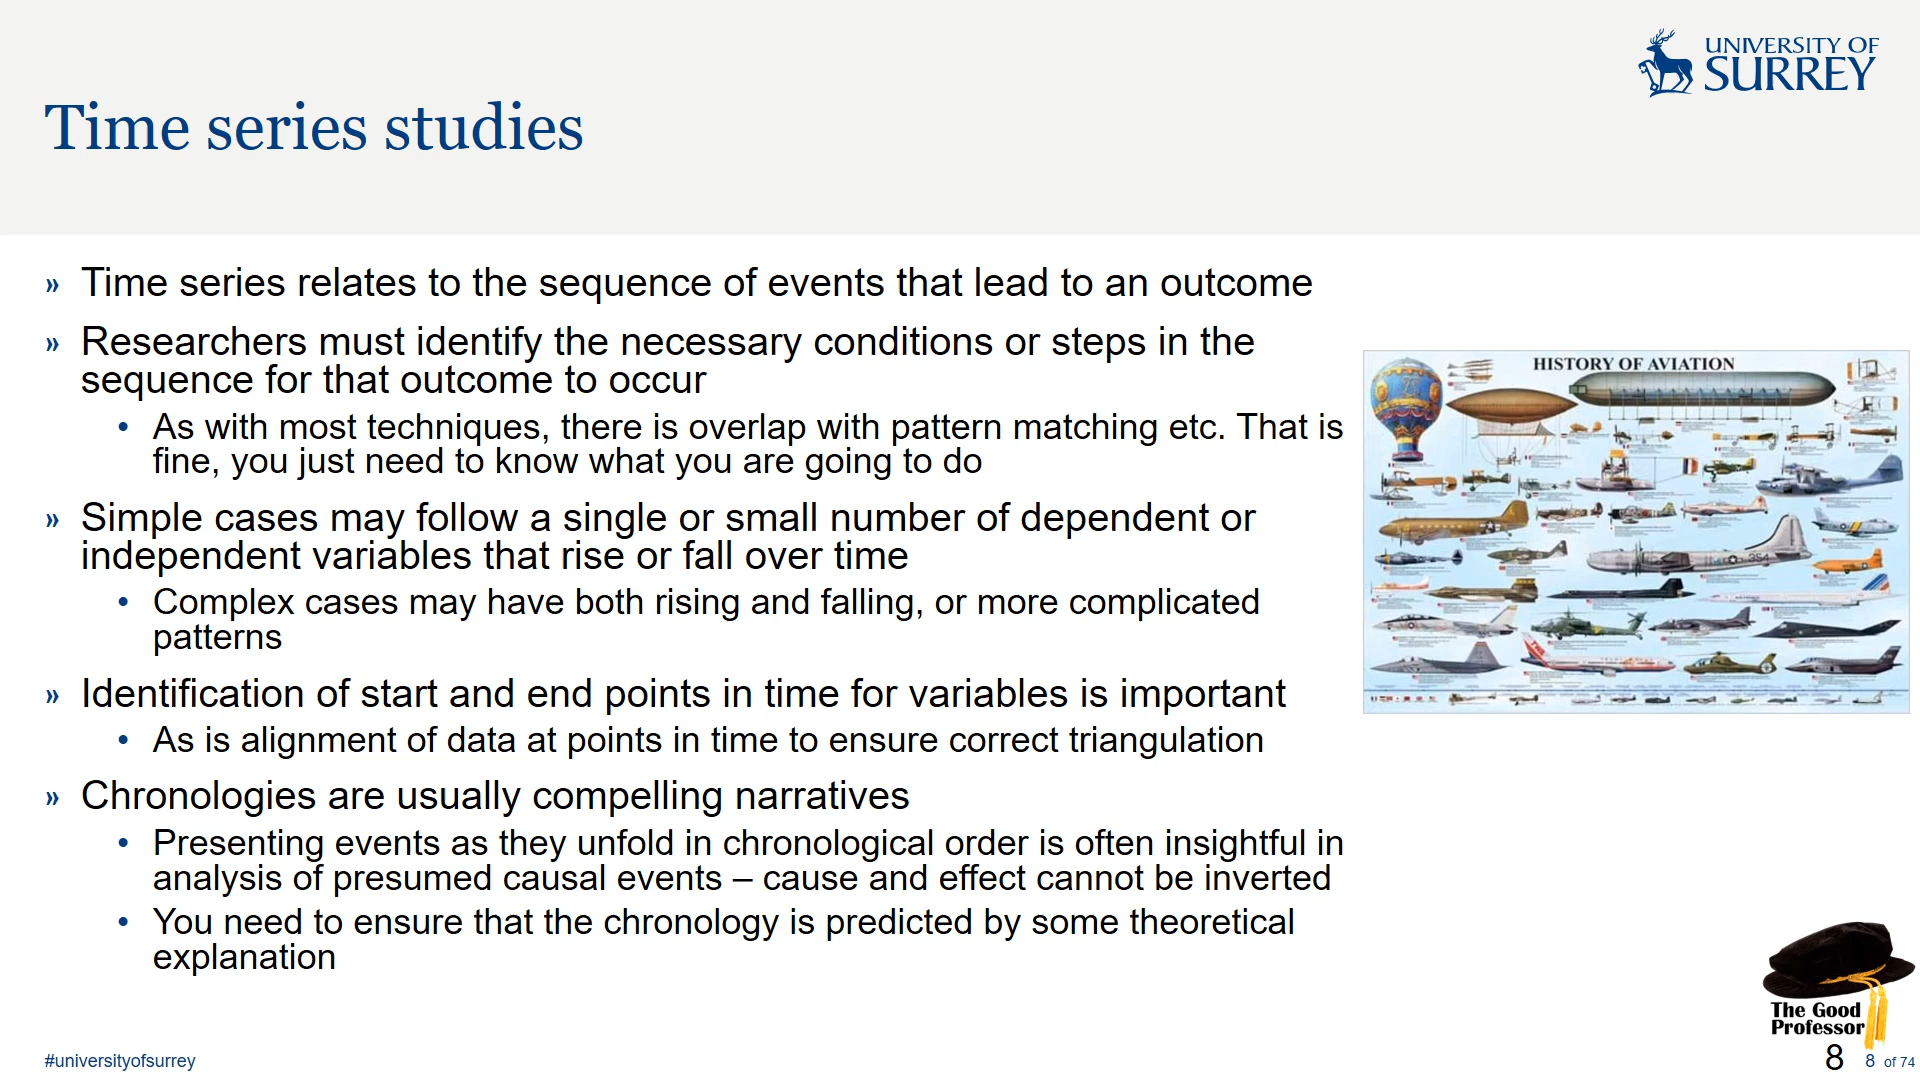 UNIVERSITY OF
SURREY
Time series studies
» Time series relates to the sequence of events that lead to an outcome
» Researchers must identify the necessary conditions or steps in the
sequence for that outcome to occur
• As with most techniques, there is overlap with pattern matching etc. That is
fine, you just need to know what you are going to do
» Simple cases may follow a single or small number of dependent or
independent variables that rise or fall over time
• Complex cases may have both rising and falling, or more complicated
patterns
» Identification of start and end points in time for variables is important
• As is alignment of data at points in time to ensure correct triangulation
» Chronologies are usually compelling narratives
• Presenting events as they unfold in chronological order is often insightful in
analysis of presumed causal events – cause and effect cannot be inverted
• You need to ensure that the chronology is predicted by some theoretical
explanation
HISTORY OF AVIATION
354
The Good
Professor
#universityofsurrey
8
8 of 74